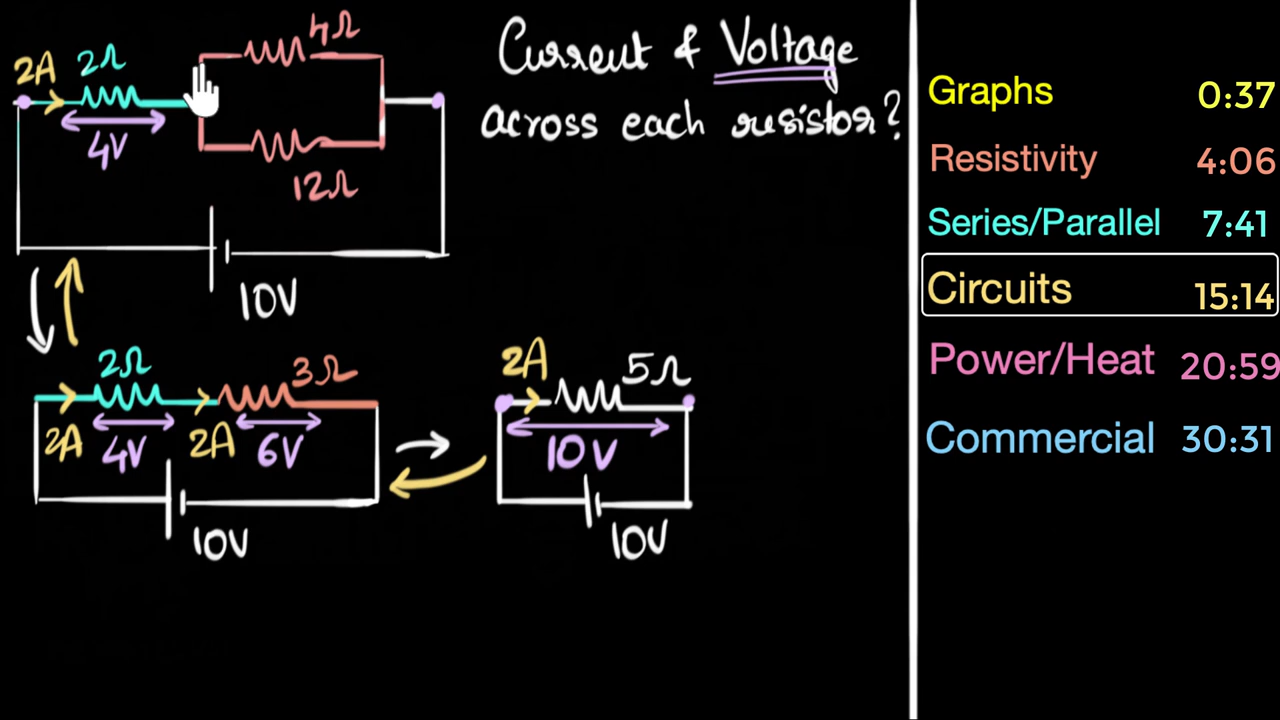 Current & Voltage
across each resistor?
2A
2Ω
4V
4Ω
12Ω
10V
2Ω
3Ω
2A
4V
2A
6V
10V
2A
5Ω
10V
10V
Graphs 0:37
Resistivity 4:06
Series/Parallel 7:41
Circuits 15:14
Power/Heat 20:59
Commercial 30:31